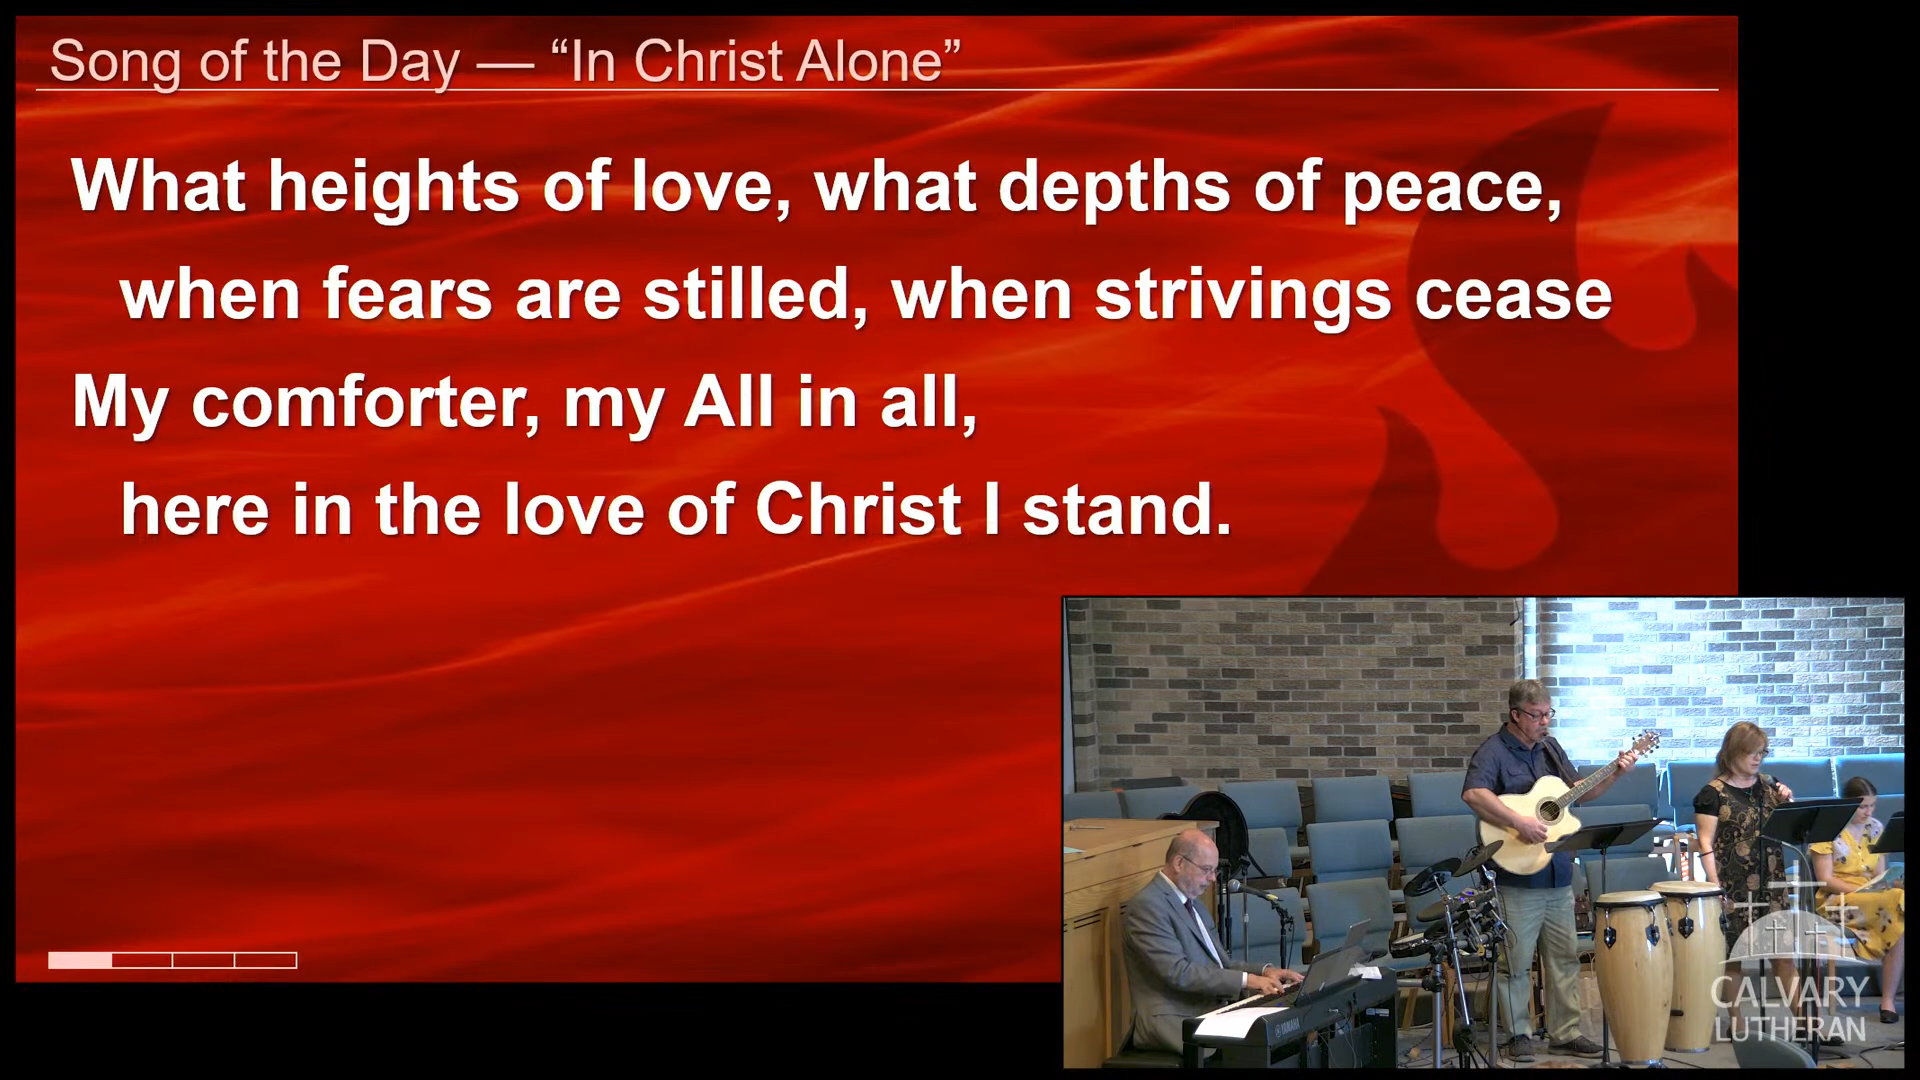 Song of the Day — “In Christ Alone”
What heights of love, what depths of peace,
when fears are stilled, when strivings cease
My comforter, my All in all,
here in the love of Christ I stand.
YAMAHA
CALVARY
LUTHERAN